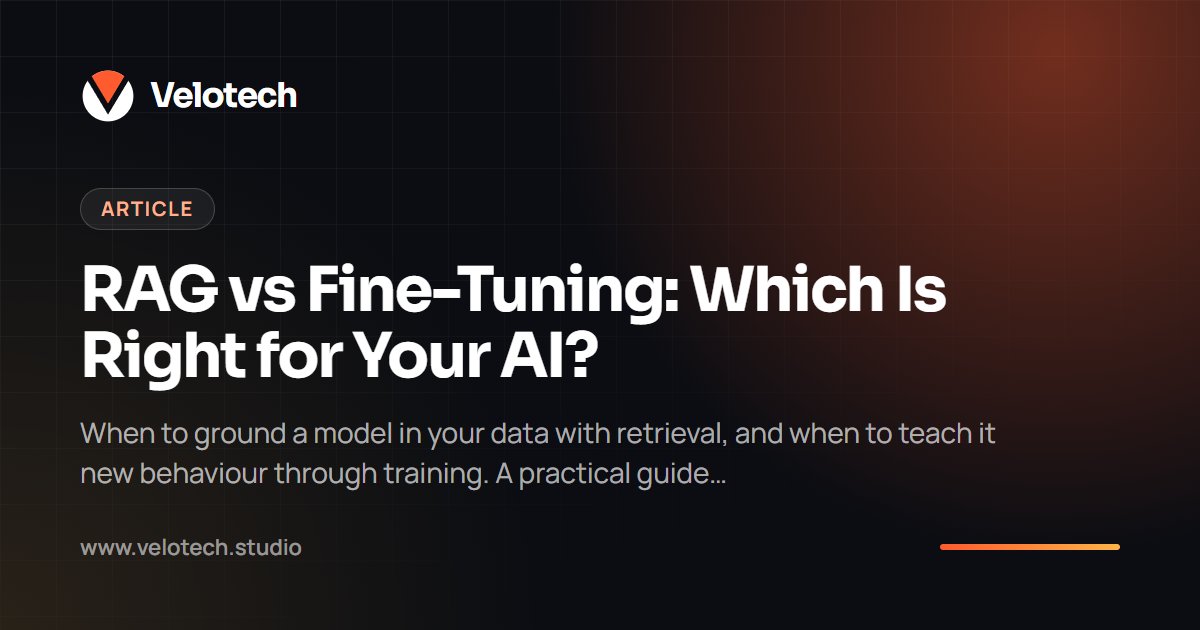 Velotech
ARTICLE
RAG vs Fine-Tuning: Which Is
Right for Your AI?
When to ground a model in your data with retrieval, and when to teach it
new behaviour through training. A practical guide...
www.velotech.studio